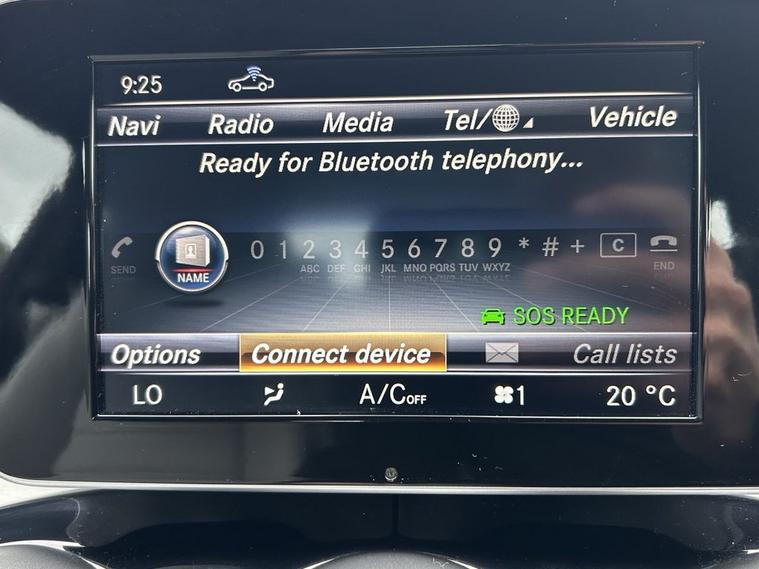 9:25
Navi Radio Media Tel/ Vehicle
Ready for Bluetooth telephony...
0 1 2 3 4 5 6 7 8 9 * # + C
SEND NAME ABC DEF GHI JKL MNO PQRS TUV WXYZ END
SOS READY
Options Connect device Call lists
LO A/C OFF 1 20 °C